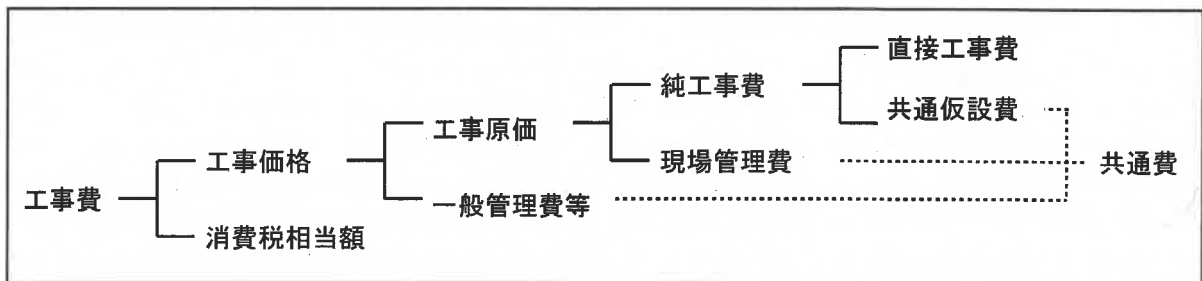 直接工事費
純工事費
共通仮設費
工事原価
工事価格
現場管理費
共通費
工事費
一般管理費等
消費税相当額